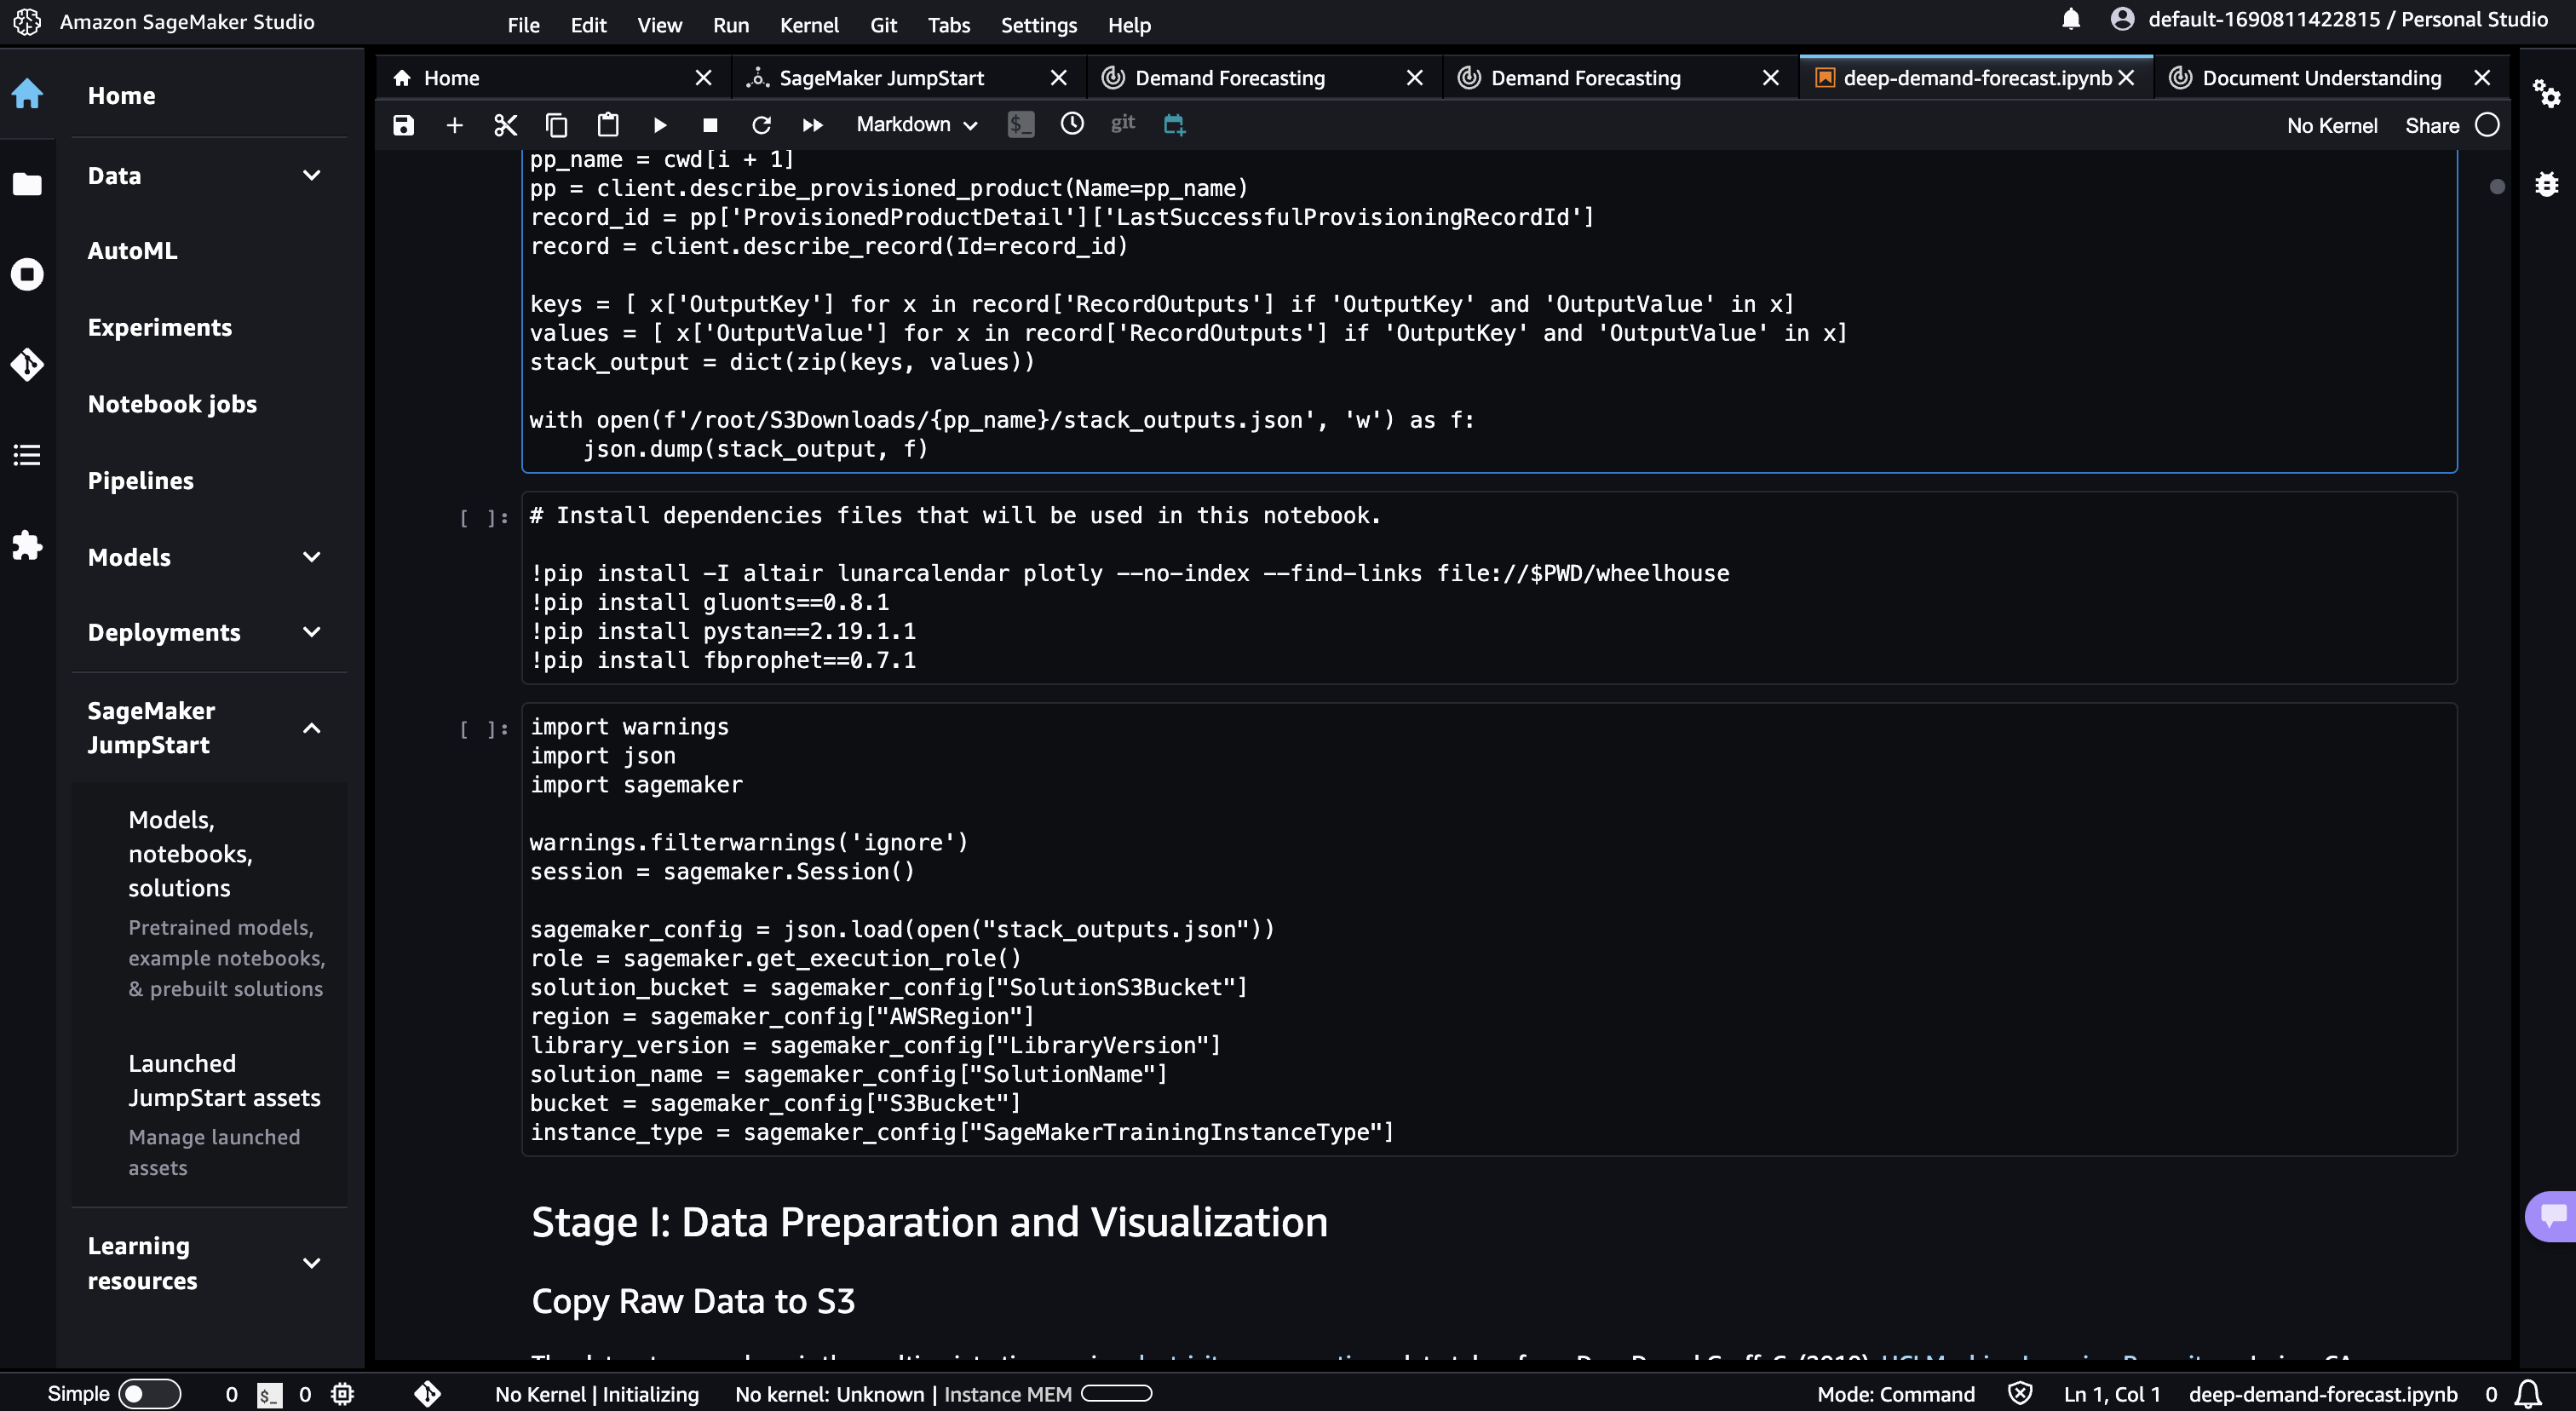 Amazon SageMaker Studio
File Edit View Run Kernel Git Tabs Settings Help
default-1690811422815 / Personal Studio
Home
Data
AutoML
Experiments
Notebook jobs
Pipelines
Models
Deployments
SageMaker
JumpStart
Models,
notebooks,
solutions
Pretrained models,
example notebooks,
& prebuilt solutions
Launched
JumpStart assets
Manage launched
assets
Learning
resources
Home
SageMaker JumpStart
Demand Forecasting
Demand Forecasting
deep-demand-forecast.ipynb
Document Understanding
Markdown
$_
git
No Kernel
Share
pp_name = cwd[i + 1]
pp = client.describe_provisioned_product(Name=pp_name)
record_id = pp['ProvisionedProductDetail']['LastSuccessfulProvisioningRecordId']
record = client.describe_record(Id=record_id)
keys = [ x['OutputKey'] for x in record['RecordOutputs'] if 'OutputKey' and 'OutputValue' in x]
values = [ x['OutputValue'] for x in record['RecordOutputs'] if 'OutputKey' and 'OutputValue' in x]
stack_output = dict(zip(keys, values))
with open(f'/root/S3Downloads/{pp_name}/stack_outputs.json', 'w') as f:
    json.dump(stack_output, f)
[ ]:
# Install dependencies files that will be used in this notebook.
!pip install -I altair lunarcalendar plotly --no-index --find-links file://$PWD/wheelhouse
!pip install gluonts==0.8.1
!pip install pystan==2.19.1.1
!pip install fbprophet==0.7.1
[ ]:
import warnings
import json
import sagemaker
warnings.filterwarnings('ignore')
session = sagemaker.Session()
sagemaker_config = json.load(open("stack_outputs.json"))
role = sagemaker.get_execution_role()
solution_bucket = sagemaker_config["SolutionS3Bucket"]
region = sagemaker_config["AWSRegion"]
library_version = sagemaker_config["LibraryVersion"]
solution_name = sagemaker_config["SolutionName"]
bucket = sagemaker_config["S3Bucket"]
instance_type = sagemaker_config["SageMakerTrainingInstanceType"]
Stage I: Data Preparation and Visualization
Copy Raw Data to S3
Simple
0 $_ 0
No Kernel | Initializing
No kernel: Unknown | Instance MEM
Mode: Command
Ln 1, Col 1
deep-demand-forecast.ipynb
0